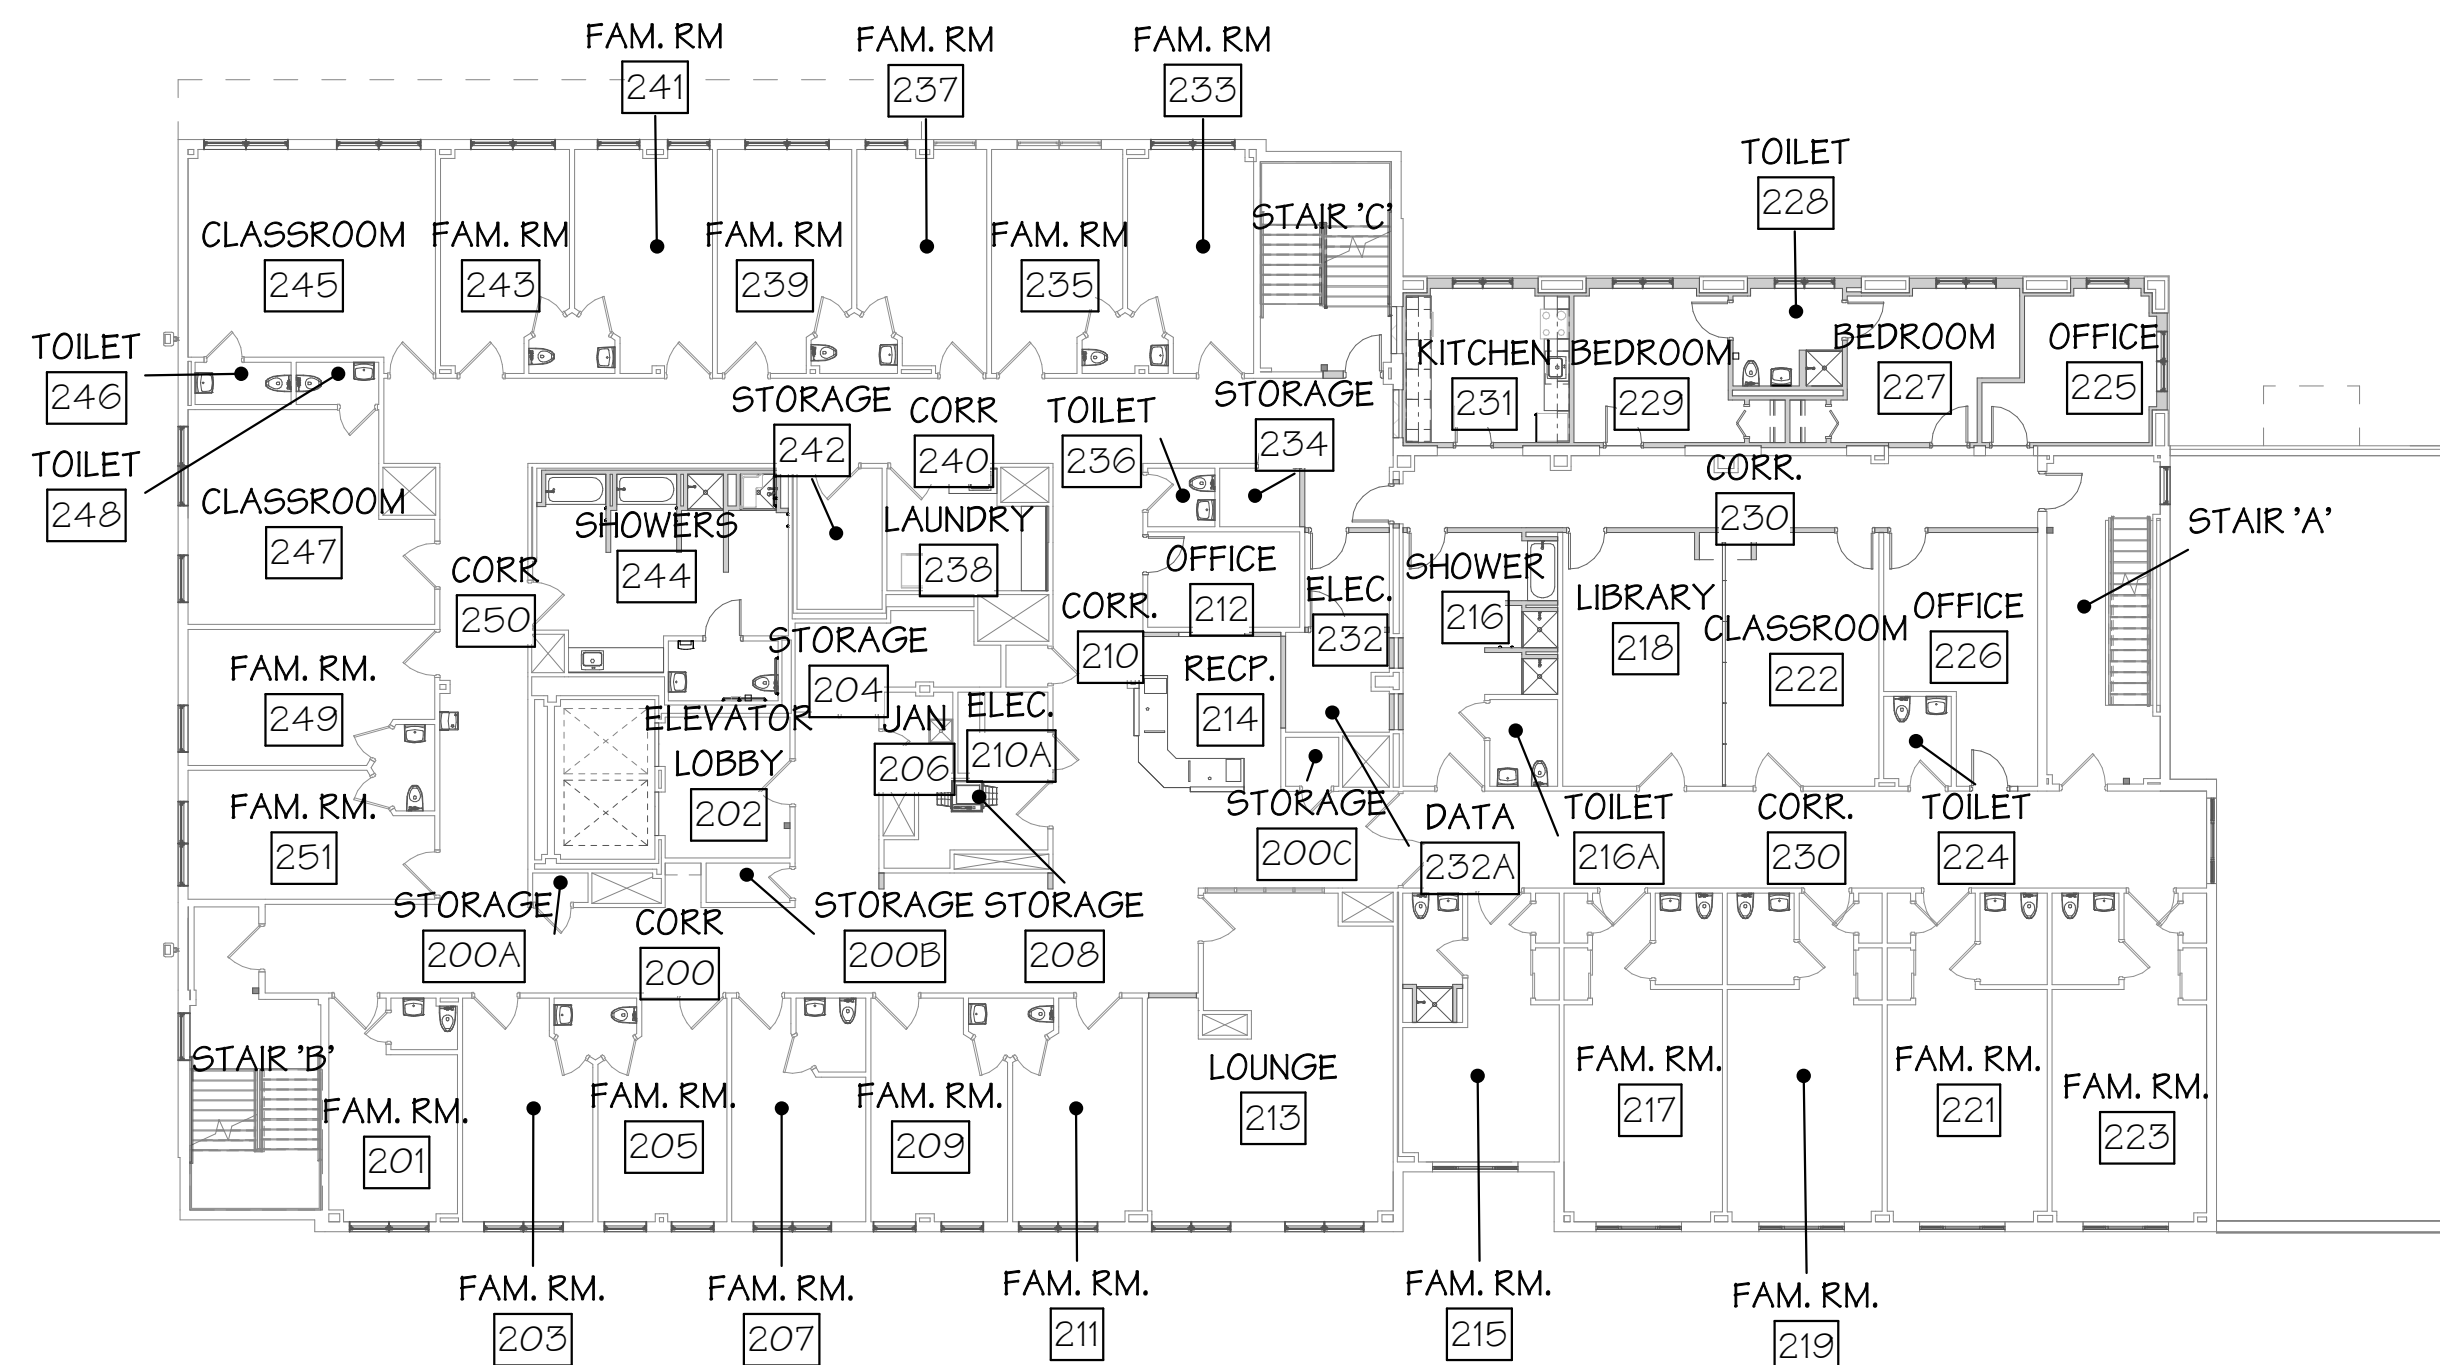 FAM. RM
241
FAM. RM
237
FAM. RM
233
TOILET
228
CLASSROOM
245
FAM. RM
243
FAM. RM
239
FAM. RM
235
STAIR 'C'
TOILET
246
TOILET
248
KITCHEN
231
BEDROOM
229
BEDROOM
227
OFFICE
225
STORAGE
242
CORR
240
TOILET
236
STORAGE
234
CORR.
230
STAIR 'A'
CLASSROOM
247
CORR
250
SHOWERS
244
LAUNDRY
238
OFFICE
212
ELEC.
232
SHOWER
216
LIBRARY
218
CLASSROOM
222
OFFICE
226
CORR.
210
STORAGE
204
RECP.
214
FAM. RM.
249
ELEVATOR
LOBBY
202
JAN
206
ELEC.
210A
FAM. RM.
251
STORAGE
200C
DATA
232A
TOILET
216A
CORR.
230
TOILET
224
STORAGE
200A
CORR
200
STORAGE
200B
STORAGE
208
STAIR 'B'
FAM. RM.
201
FAM. RM.
205
FAM. RM.
209
LOUNGE
213
FAM. RM.
217
FAM. RM.
221
FAM. RM.
223
FAM. RM.
203
FAM. RM.
207
FAM. RM.
211
FAM. RM.
215
FAM. RM.
219